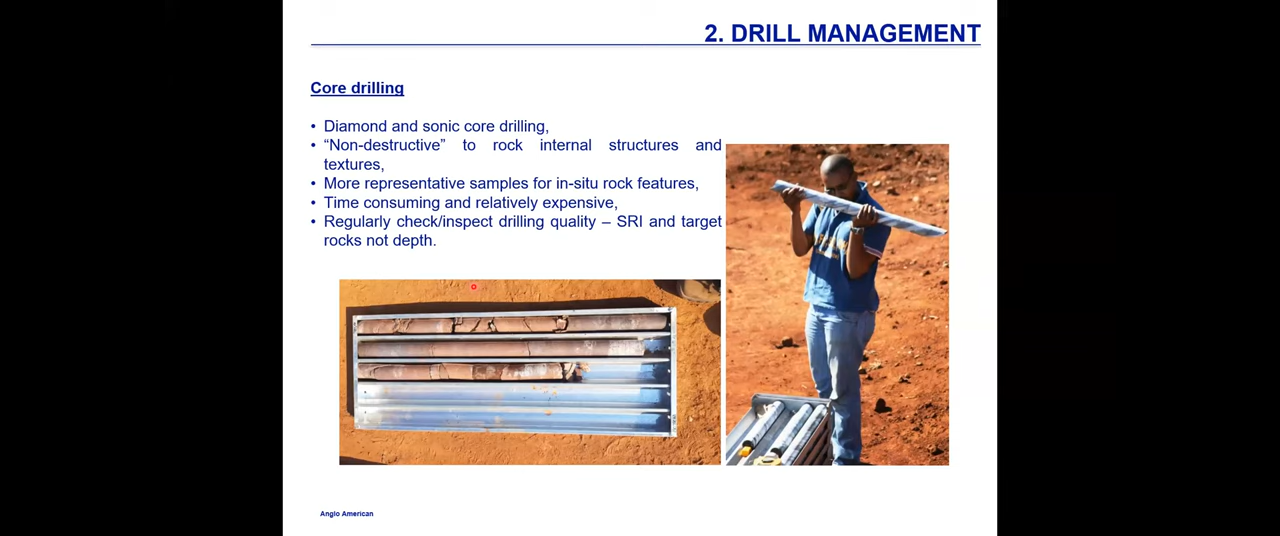 2. DRILL MANAGEMENT
Core drilling
• Diamond and sonic core drilling,
• “Non-destructive” to rock internal structures and
textures,
• More representative samples for in-situ rock features,
• Time consuming and relatively expensive,
• Regularly check/inspect drilling quality – SRI and target
rocks not depth.
Anglo American